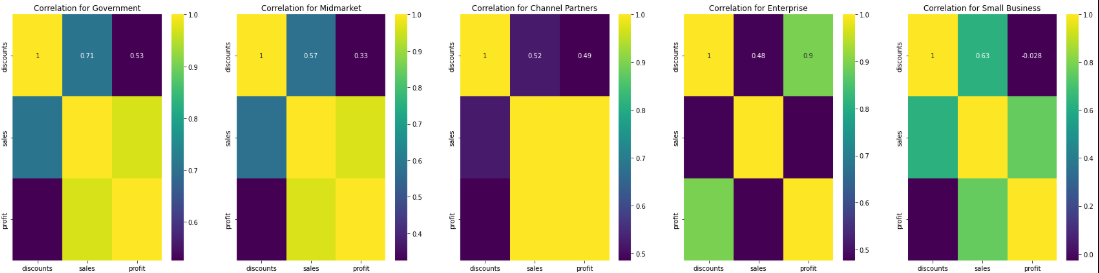 Correlation for Government
discounts
sales
profit
1
0.71
0.53
discounts
sales
profit
1.0
0.9
0.8
0.7
0.6
Correlation for Midmarket
discounts
sales
profit
1
0.57
0.33
discounts
sales
profit
1.0
0.9
0.8
0.7
0.6
0.5
0.4
Correlation for Channel Partners
discounts
sales
profit
1
0.52
0.49
discounts
sales
profit
1.0
0.9
0.8
0.7
0.6
0.5
Correlation for Enterprise
discounts
sales
profit
1
0.48
0.9
discounts
sales
profit
1.0
0.9
0.8
0.7
0.6
0.5
Correlation for Small Business
discounts
sales
profit
1
0.63
-0.028
discounts
sales
profit
1.0
0.8
0.6
0.4
0.2
0.0